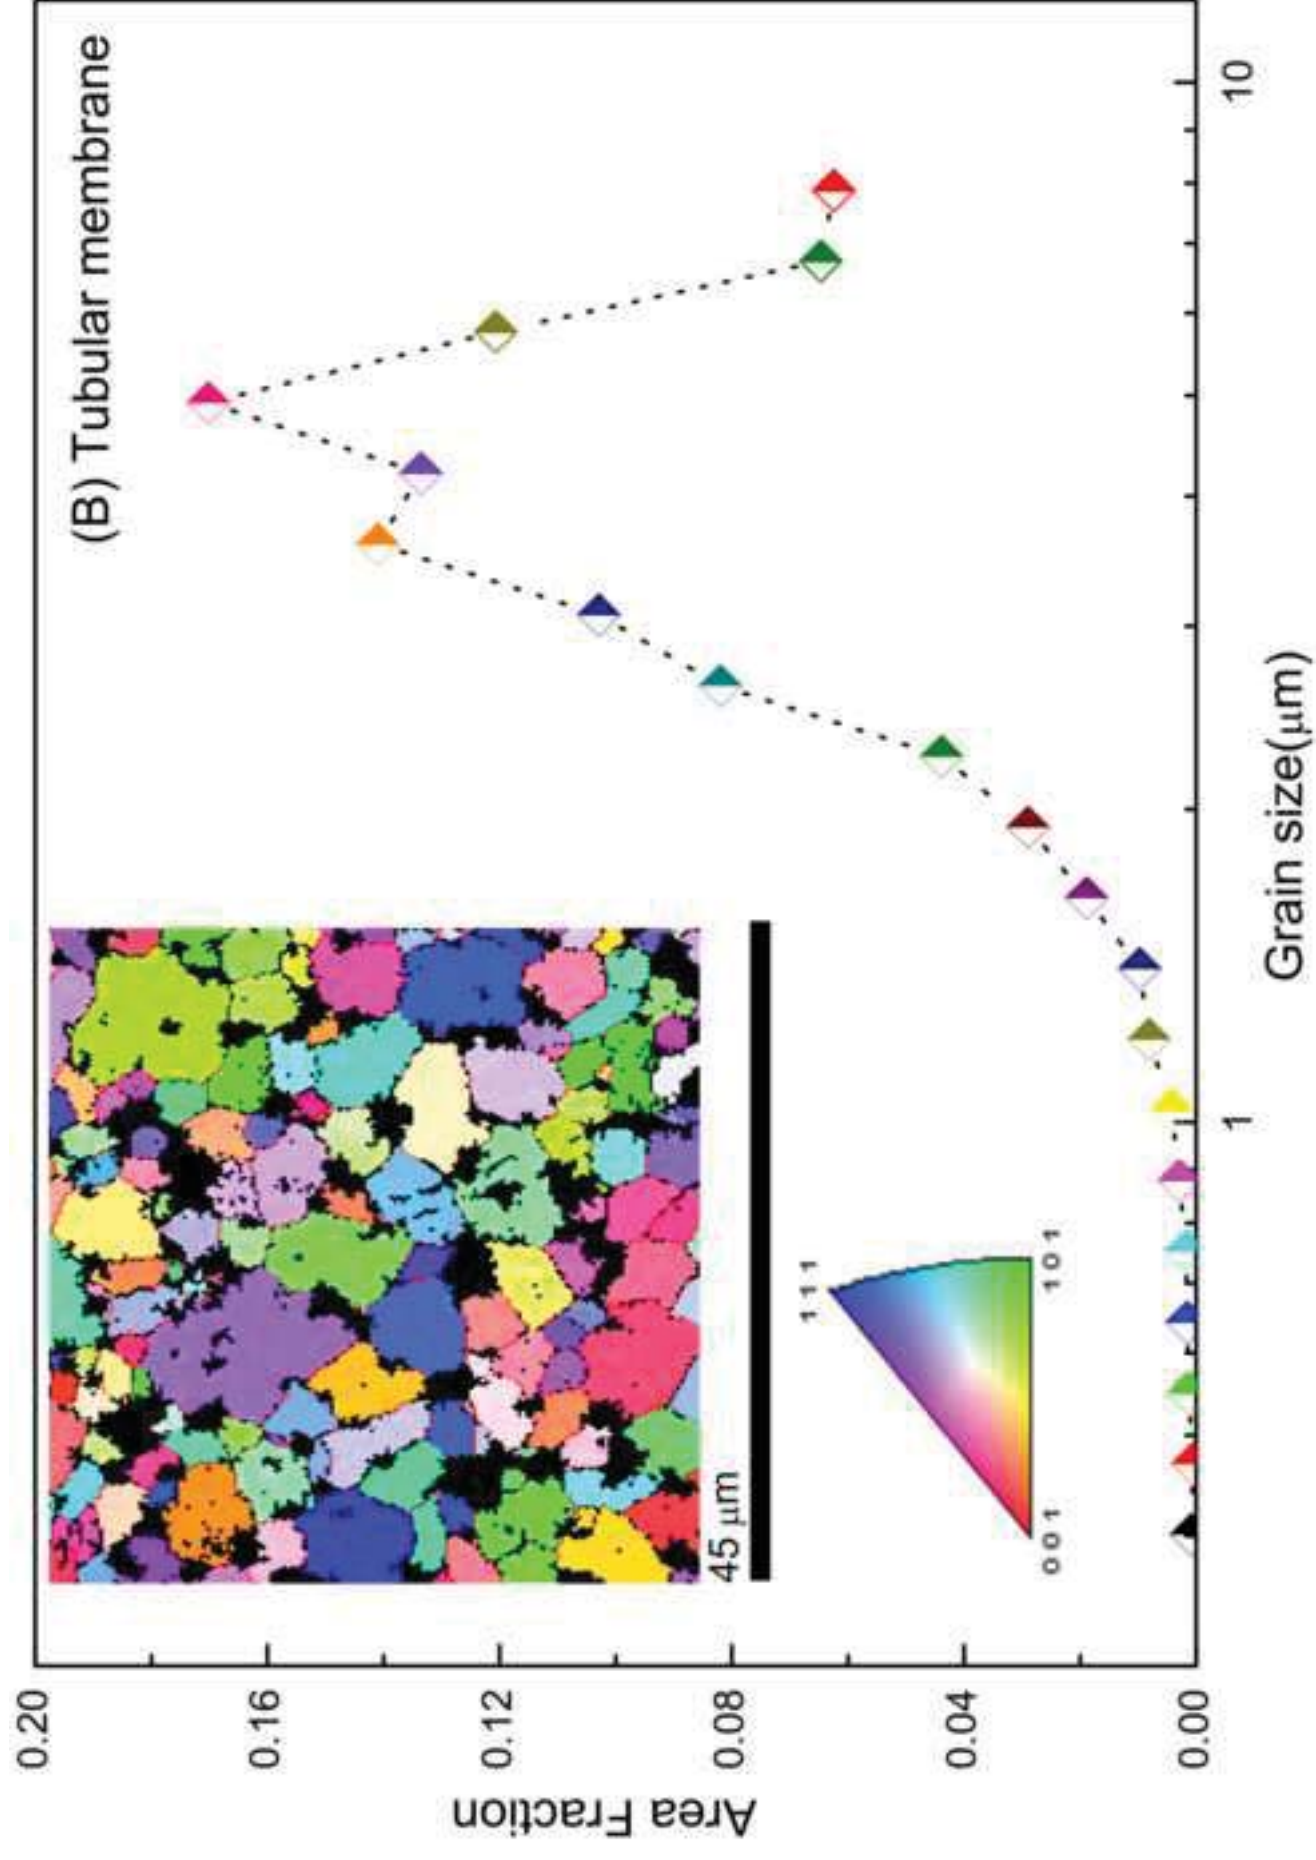 (B) Tubular membrane
0.20
0.16
0.12
0.08
0.04
0.00
Area Fraction
45 μm
111
001
101
1
10
Grain size(μm)